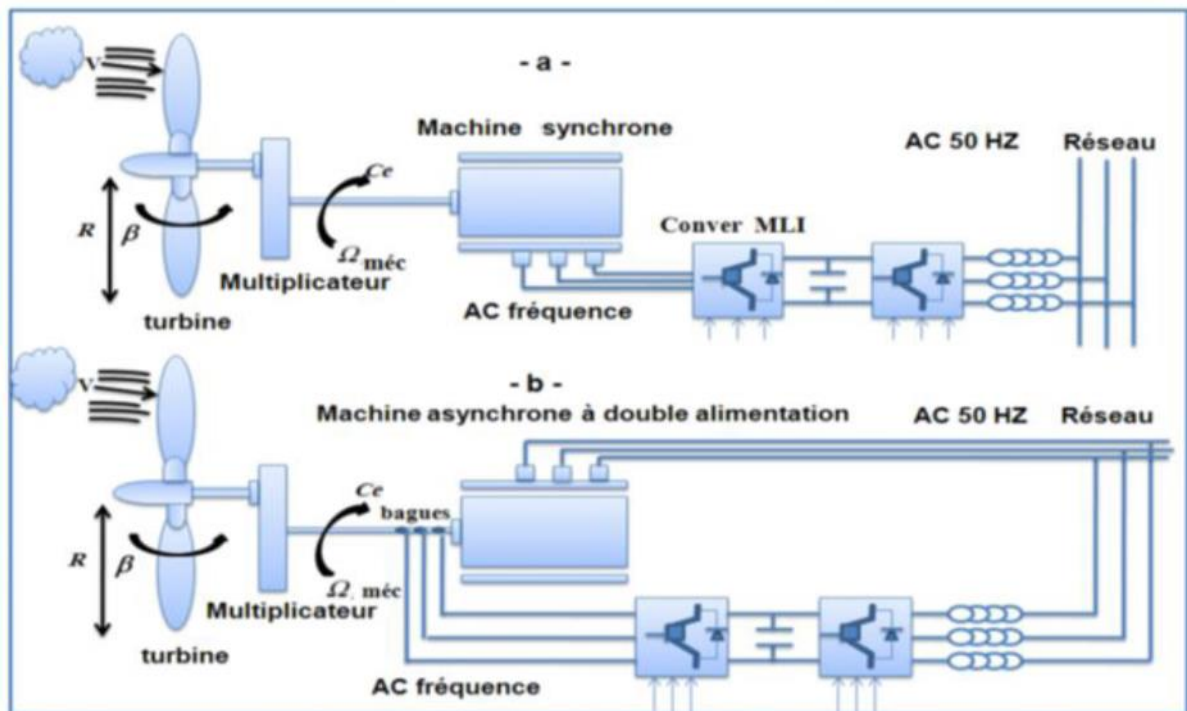 - a -
V
Machine synchrone
AC 50 HZ Réseau
Ce
Conver MLI
R
β
Ω méc
Multiplicateur
AC fréquence
turbine
- b -
V
Machine asynchrone à double alimentation
AC 50 HZ Réseau
Ce
bagues
R
β
Ω. méc
Multiplicateur
turbine
AC fréquence